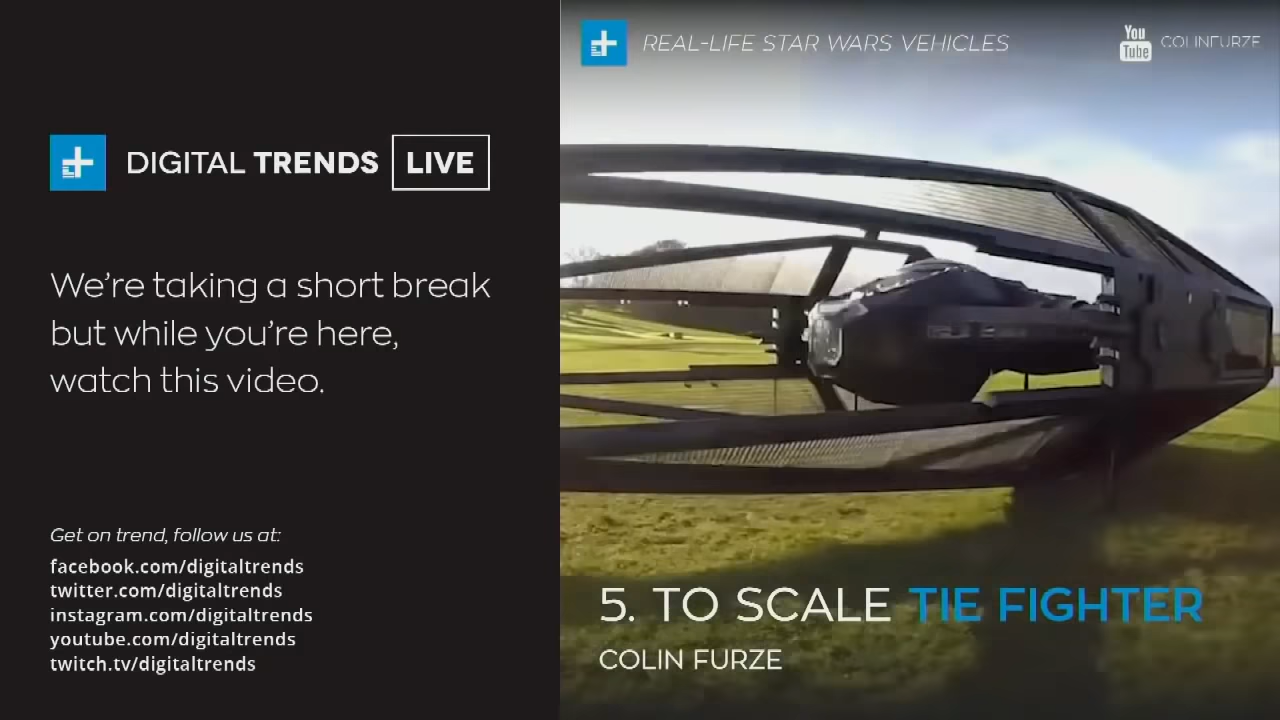 DIGITAL TRENDS LIVE
We're taking a short break
but while you're here,
watch this video.
Get on trend, follow us at:
facebook.com/digitaltrends
twitter.com/digitaltrends
instagram.com/digitaltrends
youtube.com/digitaltrends
twitch.tv/digitaltrends
REAL-LIFE STAR WARS VEHICLES
You
Tube
COLINFURZE
5. TO SCALE TIE FIGHTER
COLIN FURZE